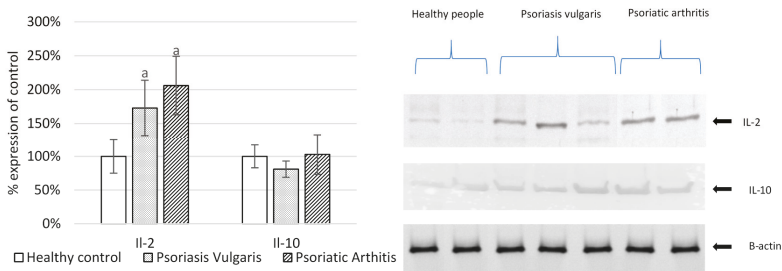 % expression of control
300%
250%
200%
150%
100%
50%
0%
a
a
Il-2
Il-10
Healthy control
Psoriasis Vulgaris
Psoriatic Arthitis
Healthy people
Psoriasis vulgaris
Psoriatic arthritis
IL-2
IL-10
B-actin